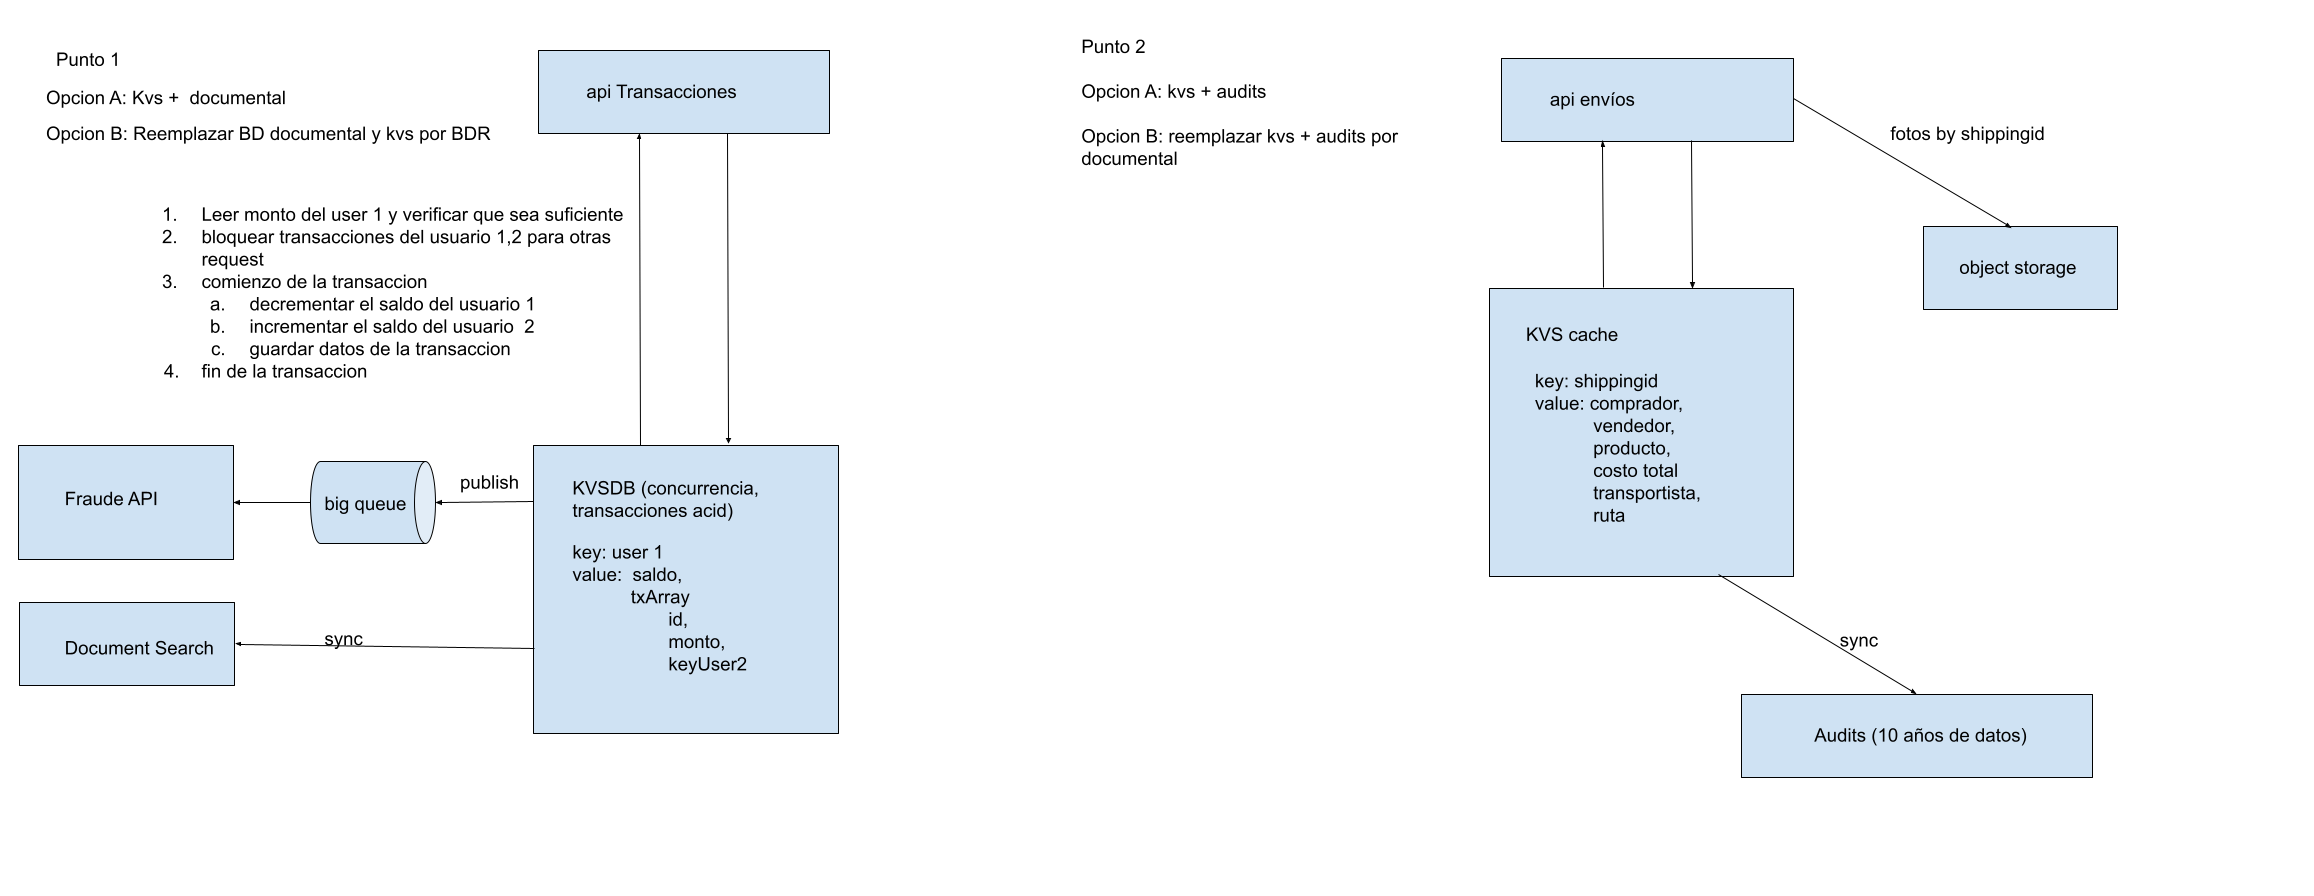 Punto 1
Opcion A: Kvs +  documental
Opcion B: Reemplazar BD documental y kvs por BDR
api Transacciones
1. Leer monto del user 1 y verificar que sea suficiente
2. bloquear transacciones del usuario 1,2 para otras
request
3. comienzo de la transaccion
a. decrementar el saldo del usuario 1
b. incrementar el saldo del usuario  2
c. guardar datos de la transaccion
4. fin de la transaccion
Fraude API
big queue
publish
KVSDB (concurrencia,
transacciones acid)
key: user 1
value:  saldo,
txArray
id,
monto,
keyUser2
Document Search
sync
Punto 2
Opcion A: kvs + audits
Opcion B: reemplazar kvs + audits por
documental
api envíos
fotos by shippingid
object storage
KVS cache
key: shippingid
value: comprador,
vendedor,
producto,
costo total
transportista,
ruta
sync
Audits (10 años de datos)